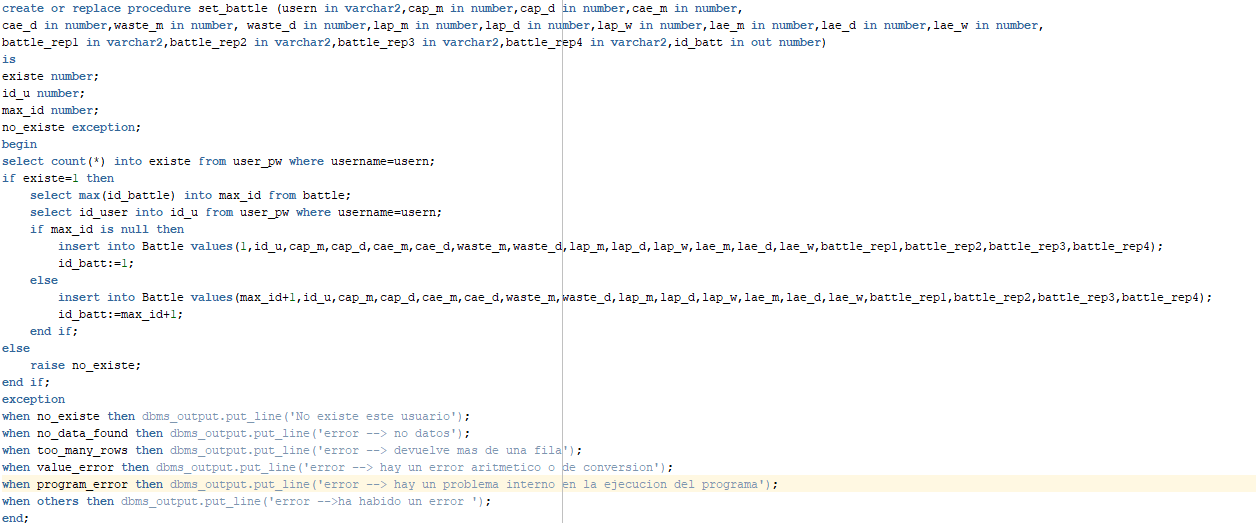 create or replace procedure set_battle (usern in varchar2,cap_m in number,cap_d in number,cae_m in number,
cae_d in number,waste_m in number, waste_d in number,lap_m in number,lap_d in number,lap_w in number,lae_m in number,lae_d in number,lae_w in number,
battle_rep1 in varchar2,battle_rep2 in varchar2,battle_rep3 in varchar2,battle_rep4 in varchar2,id_batt in out number)
is
existe number;
id_u number;
max_id number;
no_existe exception;
begin
select count(*) into existe from user_pw where username=usern;
if existe=1 then
    select max(id_battle) into max_id from battle;
    select id_user into id_u from user_pw where username=usern;
    if max_id is null then
        insert into Battle values(1,id_u,cap_m,cap_d,cae_m,cae_d,waste_m,waste_d,lap_m,lap_d,lap_w,lae_m,lae_d,lae_w,battle_rep1,battle_rep2,battle_rep3,battle_rep4);
        id_batt:=1;
    else
        insert into Battle values(max_id+1,id_u,cap_m,cap_d,cae_m,cae_d,waste_m,waste_d,lap_m,lap_d,lap_w,lae_m,lae_d,lae_w,battle_rep1,battle_rep2,battle_rep3,battle_rep4);
        id_batt:=max_id+1;
    end if;
else
    raise no_existe;
end if;
exception
when no_existe then dbms_output.put_line('No existe este usuario');
when no_data_found then dbms_output.put_line('error --> no datos');
when too_many_rows then dbms_output.put_line('error --> devuelve mas de una fila');
when value_error then dbms_output.put_line('error --> hay un error aritmetico o de conversion');
when program_error then dbms_output.put_line('error --> hay un problema interno en la ejecucion del programa');
when others then dbms_output.put_line('error -->ha habido un error ');
end;